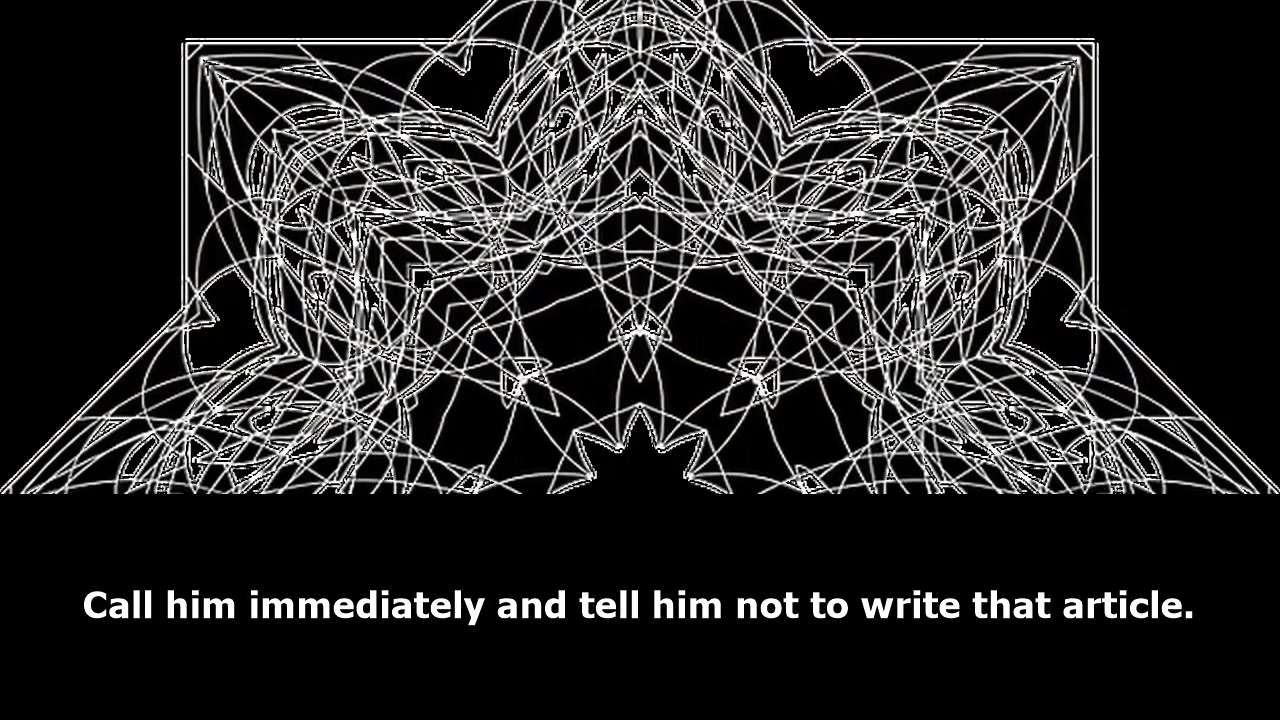 Call him immediately and tell him not to write that article.